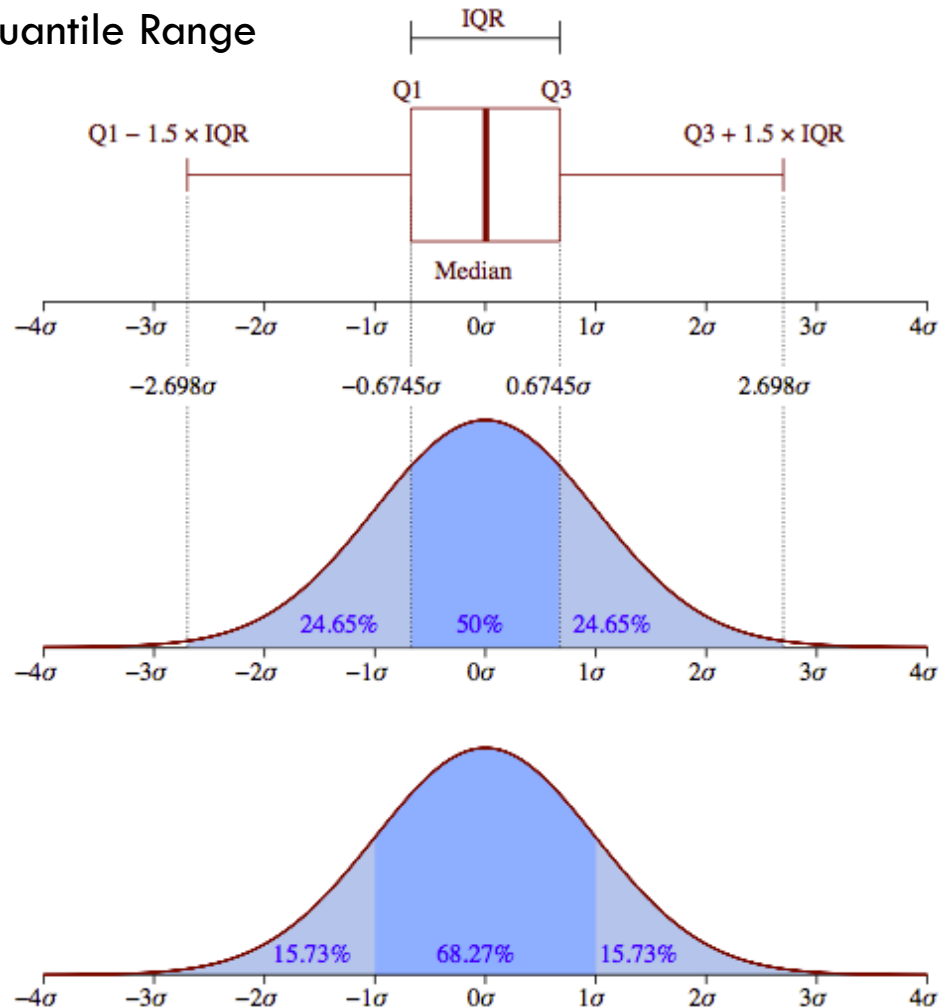 uantile Range
IQR
Q1 Q3
Q1 − 1.5 × IQR Q3 + 1.5 × IQR
Median
−4σ −3σ −2σ −1σ 0σ 1σ 2σ 3σ 4σ
−2.698σ −0.6745σ 0.6745σ 2.698σ
24.65% 50% 24.65%
−4σ −3σ −2σ −1σ 0σ 1σ 2σ 3σ 4σ
15.73% 68.27% 15.73%
−4σ −3σ −2σ −1σ 0σ 1σ 2σ 3σ 4σ